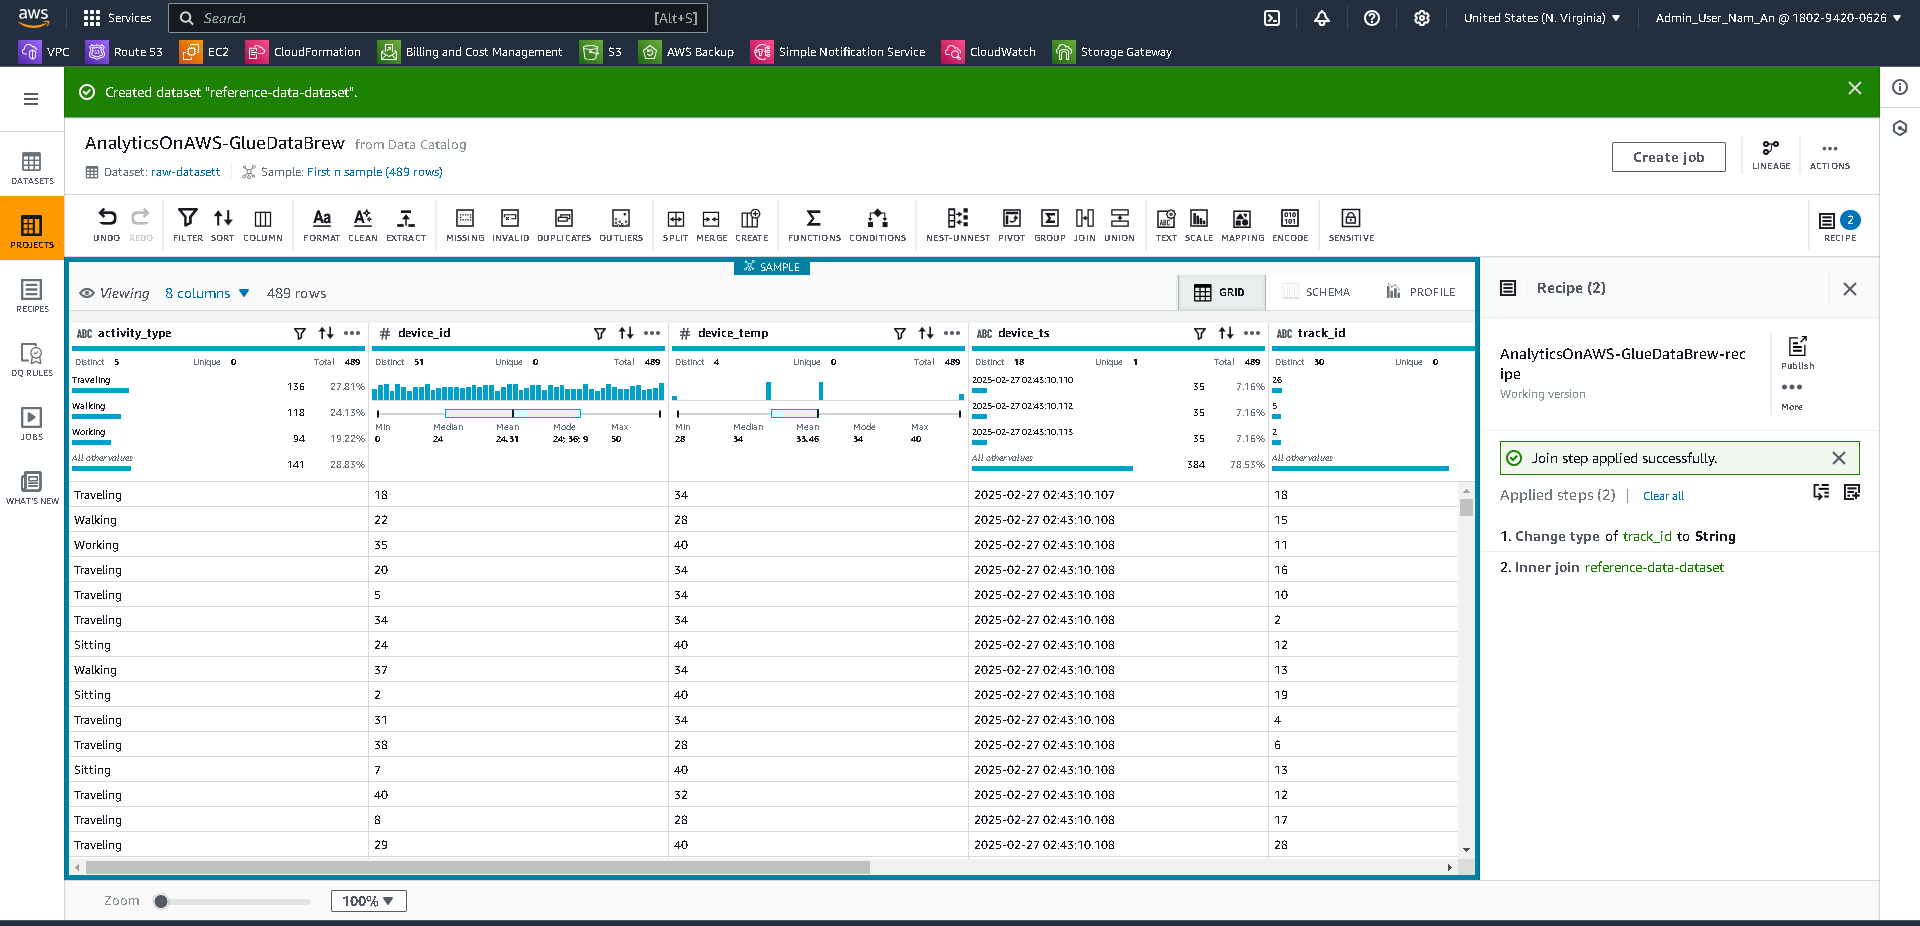 aws Services Search [Alt+S] United States (N. Virginia) ▼ Admin_User_Nam_An @ 1802-9420-0626 ▼
VPC Route 53 EC2 CloudFormation Billing and Cost Management S3 AWS Backup Simple Notification Service CloudWatch Storage Gateway
Created dataset "reference-data-dataset".
AnalyticsOnAWS-GlueDataBrew from Data Catalog
Dataset: raw-datasett Sample: First n sample (489 rows)
Create job LINEAGE ACTIONS
DATASETS
PROJECTS
RECIPES
DQ RULES
JOBS
WHAT'S NEW
UNDO REDO FILTER SORT COLUMN FORMAT CLEAN EXTRACT MISSING INVALID DUPLICATES OUTLIERS SPLIT MERGE CREATE FUNCTIONS CONDITIONS NEST-UNNEST PIVOT GROUP JOIN UNION TEXT SCALE MAPPING ENCODE SENSITIVE RECIPE 2
SAMPLE
Viewing 8 columns ▼ 489 rows GRID SCHEMA PROFILE
ABC activity_type # device_id # device_temp ABC device_ts ABC track_id
Distinct 5 Unique 0 Total 489 Distinct 51 Unique 0 Total 489 Distinct 4 Unique 0 Total 489 Distinct 18 Unique 1 Total 489 Distinct 30 Unique 0
Traveling 136 27.81% 2025-02-27 02:43:10.110 35 7.16% 26
Walking 118 24.13% 2025-02-27 02:43:10.112 35 7.16% 5
Working 94 19.22% Min Median Mean Mode Max Min Median Mean Mode Max 2025-02-27 02:43:10.113 35 7.16% 2
0 24 24.31 24; 36; 9 50 28 34 33.46 34 40
All other values 141 28.83% All other values 384 78.53% All other values
Traveling 18 34 2025-02-27 02:43:10.107 18
Walking 22 28 2025-02-27 02:43:10.108 15
Working 35 40 2025-02-27 02:43:10.108 11
Traveling 20 34 2025-02-27 02:43:10.108 16
Traveling 5 34 2025-02-27 02:43:10.108 10
Traveling 34 34 2025-02-27 02:43:10.108 2
Sitting 24 40 2025-02-27 02:43:10.108 12
Walking 37 34 2025-02-27 02:43:10.108 13
Sitting 2 40 2025-02-27 02:43:10.108 19
Traveling 31 34 2025-02-27 02:43:10.108 4
Traveling 38 28 2025-02-27 02:43:10.108 6
Sitting 7 40 2025-02-27 02:43:10.108 13
Traveling 40 32 2025-02-27 02:43:10.108 12
Traveling 8 28 2025-02-27 02:43:10.108 17
Traveling 29 40 2025-02-27 02:43:10.108 28
Zoom 100% ▼
Recipe (2)
AnalyticsOnAWS-GlueDataBrew-rec
ipe
Working version
Publish
More
Join step applied successfully.
Applied steps (2) | Clear all
1. Change type of track_id to String
2. Inner join reference-data-dataset